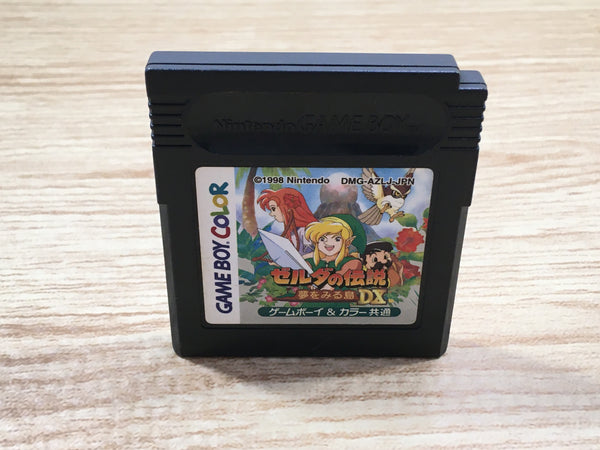 Nintendo GAME BOY TM
©1998 Nintendo DMG-AZLJ-JPN
GAME BOY COLOR
ゼルダの伝説
夢をみる島 DX
ゲームボーイ & カラー共通